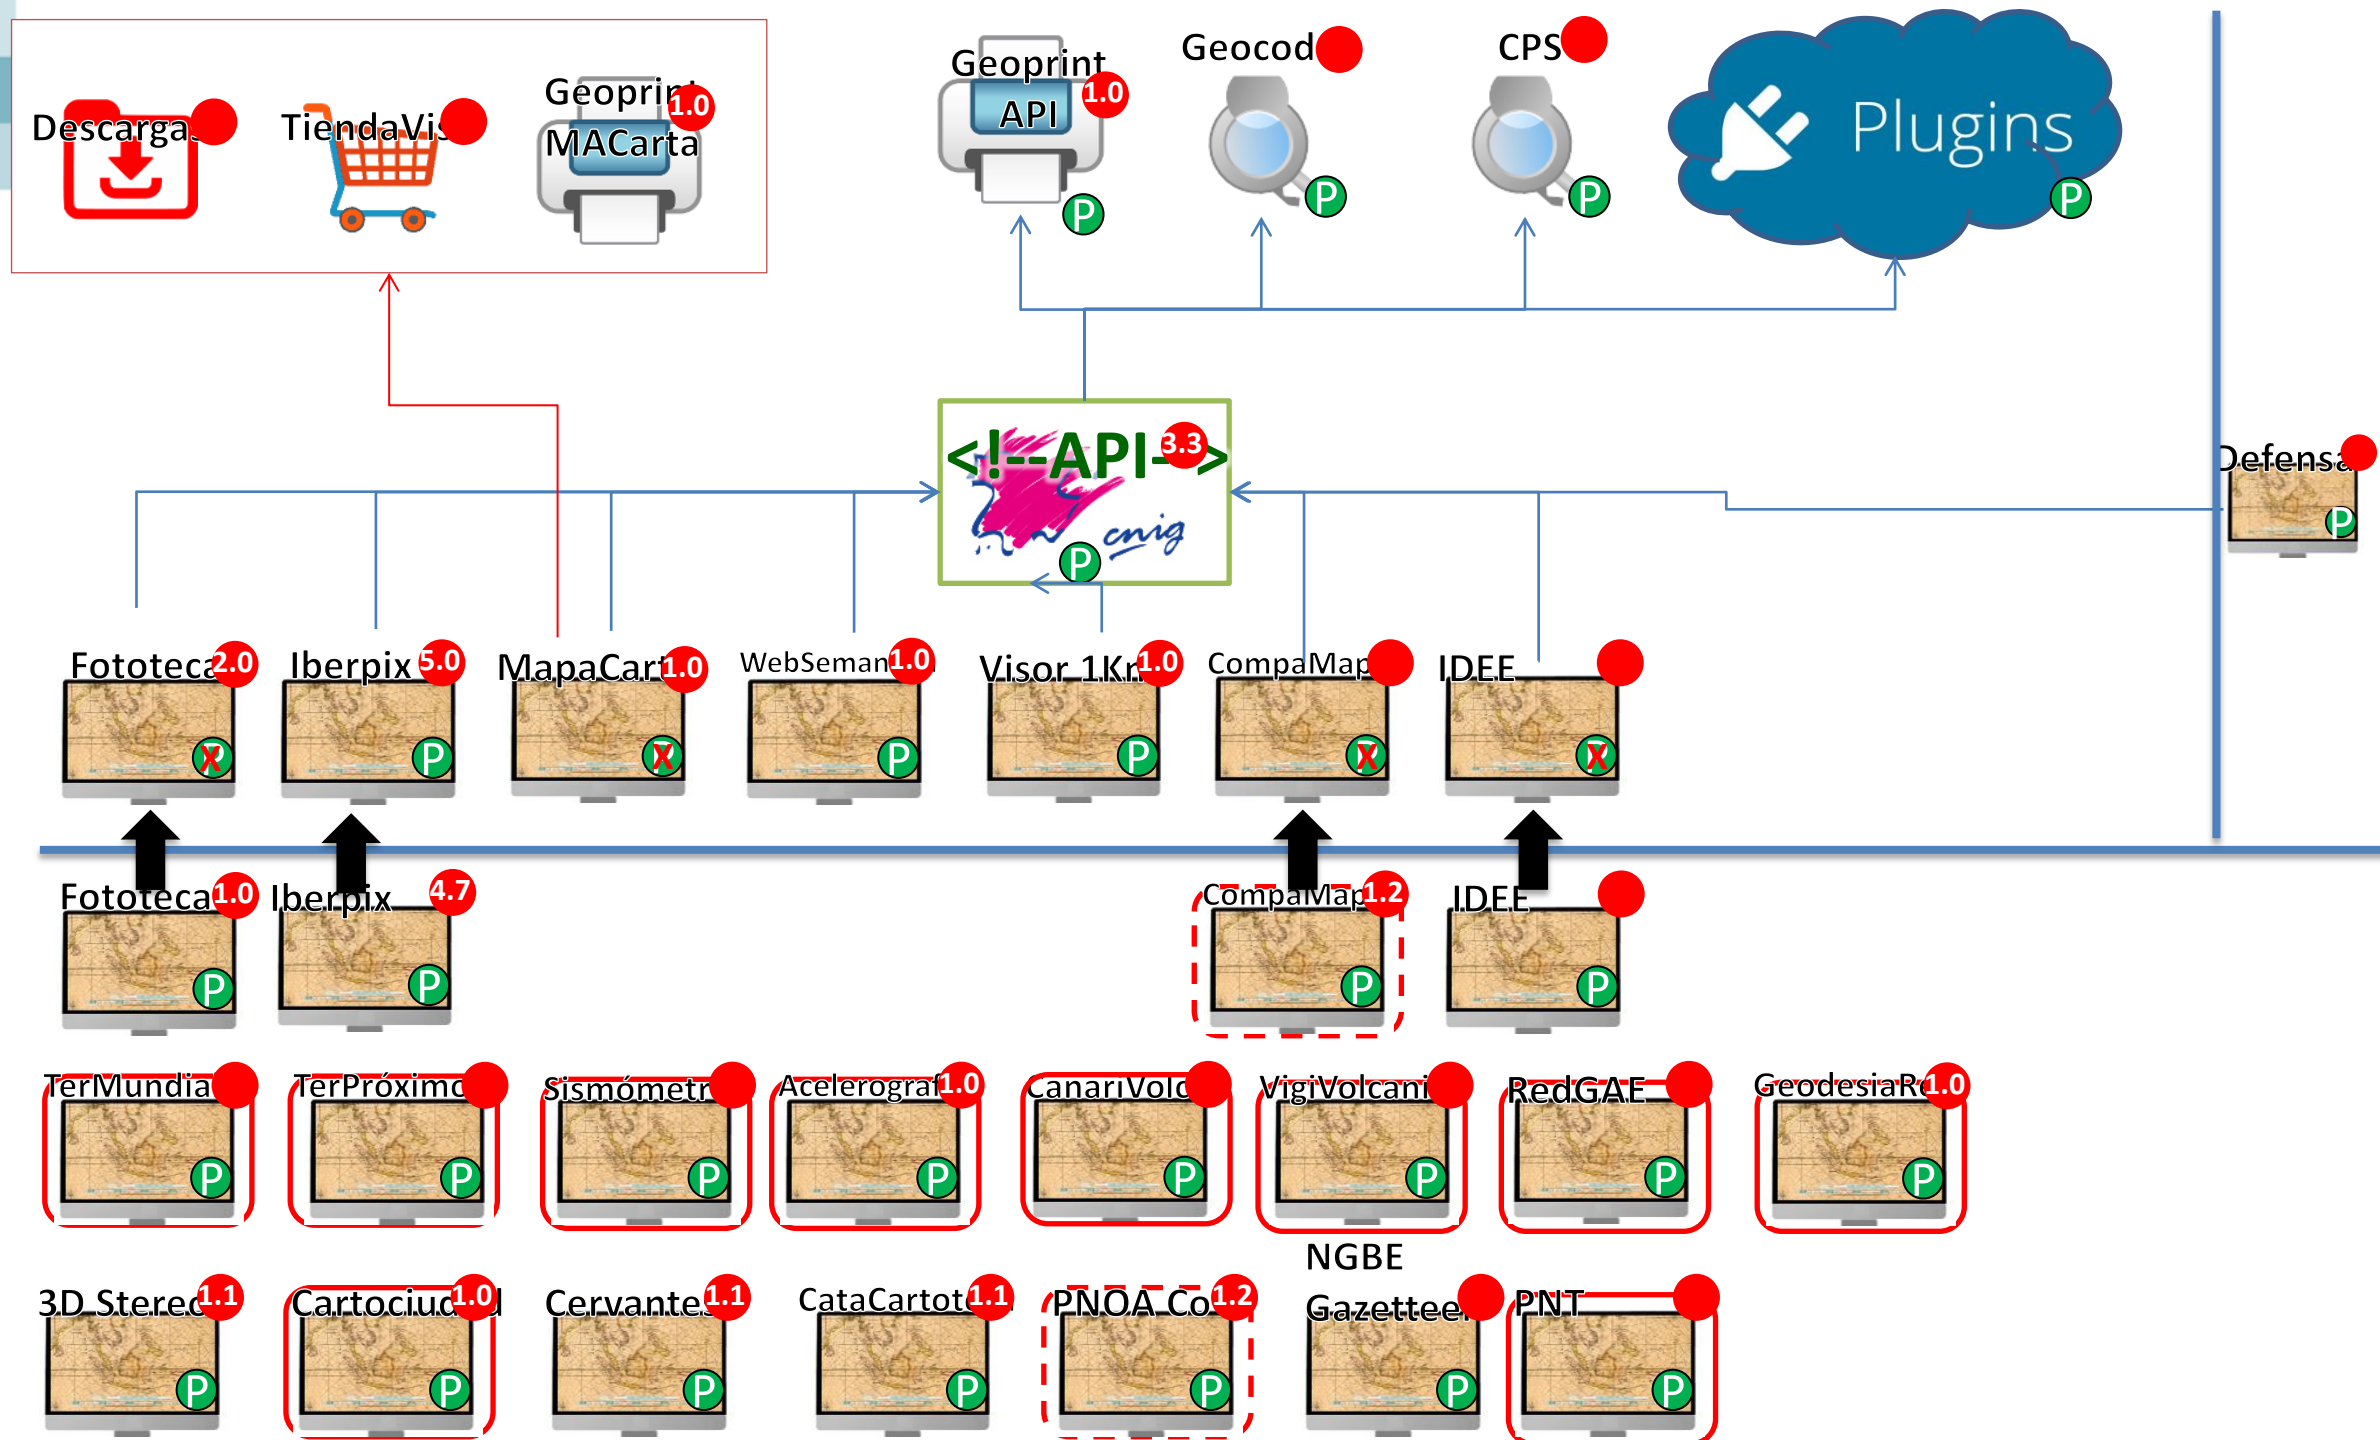 Descargas
TiendaVis
Geoprint
MACarta
1.0
Geoprint
API
1.0
P
Geocod
P
CPS
P
Plugins
P
<!--API-->
3.3
cnig
P
Defensa
P
Fototeca 2.0
X
Iberpix 5.0
P
MapaCart 1.0
X
WebSeman 1.0
P
Visor 1Km 1.0
P
CompaMap
X
IDEE
X
Fototeca 1.0
P
Iberpix 4.7
P
CompaMap 1.2
P
IDEE
P
TerMundial
P
TerPróximo
P
Sismómetr
P
Acelerograf 1.0
P
CanariVolc
P
VigiVolcani
P
RedGAE
P
GeodesiaRe 1.0
P
3D Stereo 1.1
P
Cartociudad 1.0
P
Cervantes 1.1
P
CataCartot 1.1
P
PNOA Co 1.2
P
NGBE
Gazetteer
P
PNT
P